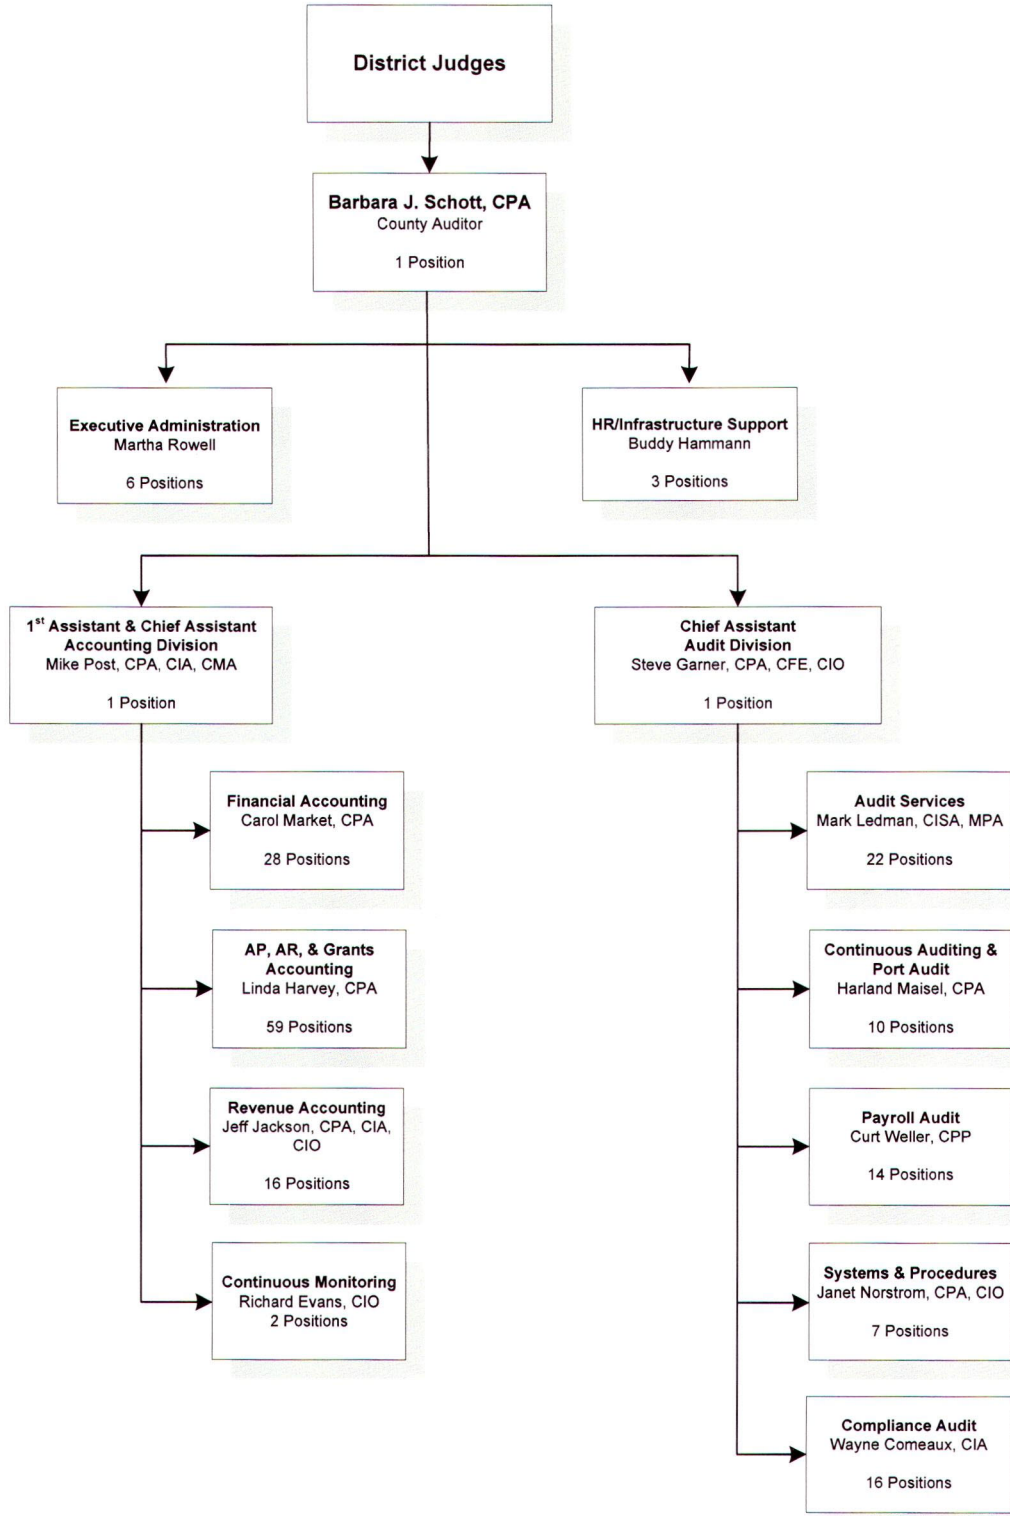 District Judges
Barbara J. Schott, CPA
County Auditor
1 Position
Executive Administration
Martha Rowell
6 Positions
HR/Infrastructure Support
Buddy Hammann
3 Positions
1st Assistant & Chief Assistant
Accounting Division
Mike Post, CPA, CIA, CMA
1 Position
Chief Assistant
Audit Division
Steve Garner, CPA, CFE, CIO
1 Position
Financial Accounting
Carol Market, CPA
28 Positions
AP, AR, & Grants
Accounting
Linda Harvey, CPA
59 Positions
Revenue Accounting
Jeff Jackson, CPA, CIA,
CIO
16 Positions
Continuous Monitoring
Richard Evans, CIO
2 Positions
Audit Services
Mark Ledman, CISA, MPA
22 Positions
Continuous Auditing &
Port Audit
Harland Maisel, CPA
10 Positions
Payroll Audit
Curt Weller, CPP
14 Positions
Systems & Procedures
Janet Norstrom, CPA, CIO
7 Positions
Compliance Audit
Wayne Comeaux, CIA
16 Positions